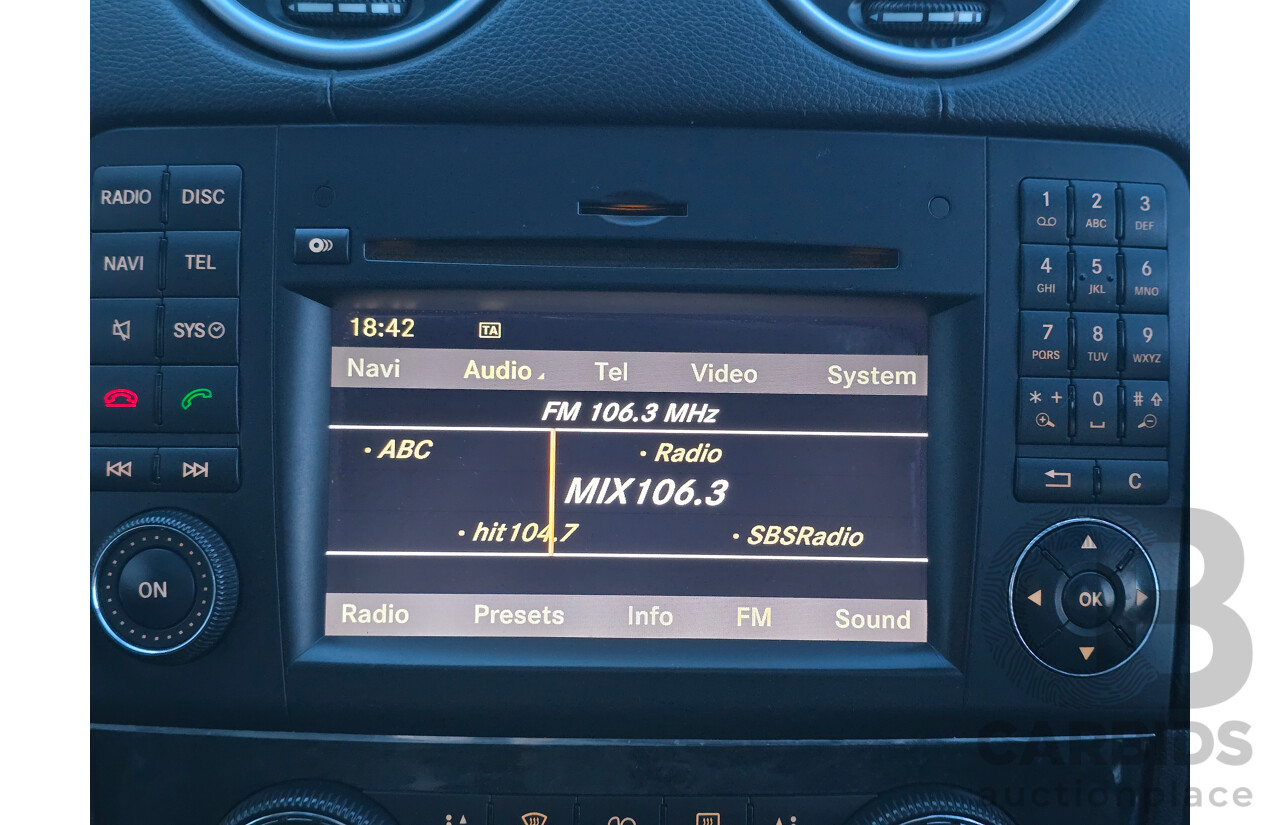 RADIO DISC
NAVI TEL
SYS
ON
18:42 TA
Navi Audio Tel Video System
FM 106.3 MHz
• ABC • Radio
MIX106.3
• hit104.7 • SBSRadio
Radio Presets Info FM Sound
1 2 ABC 3 DEF
4 GHI 5 JKL 6 MNO
7 PQRS 8 TUV 9 WXYZ
* + 0 #
C
OK
B
CARBIDS
auctionplace